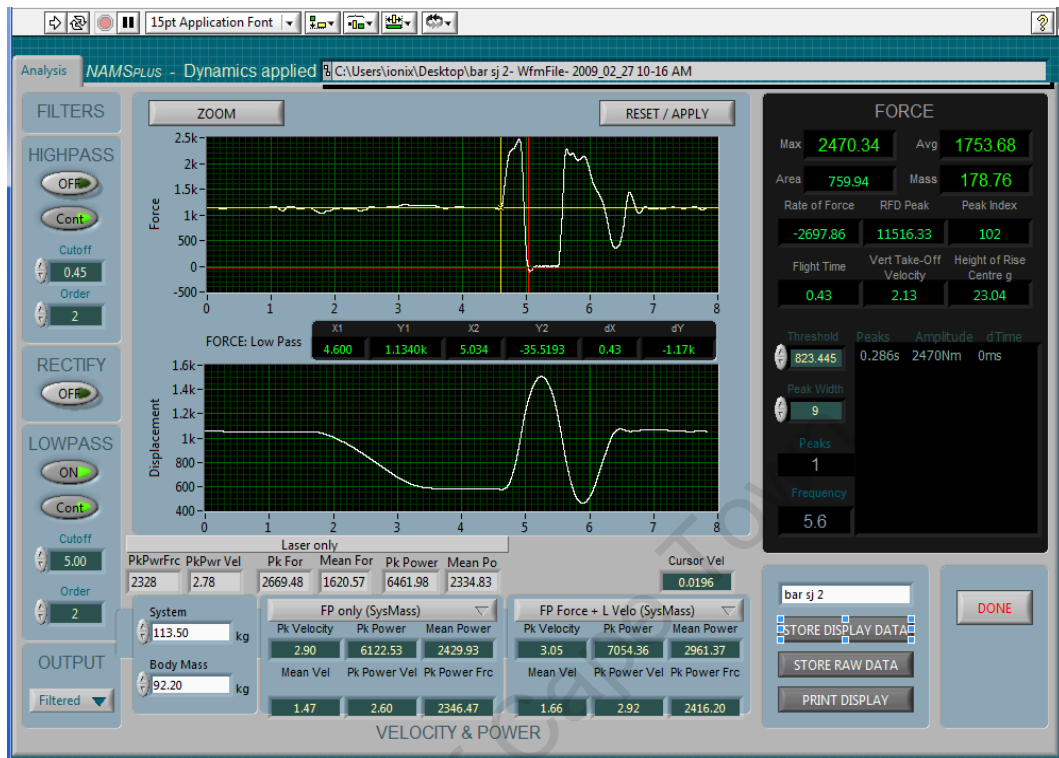 15pt Application Font
Analysis NAMSPLUS - Dynamics applied C:\Users\ionix\Desktop\bar sj 2- WfmFile- 2009_02_27 10-16 AM
FILTERS
HIGHPASS
OFF
Cont
Cutoff
0.45
Order
2
RECTIFY
OFF
LOWPASS
ON
Cont
Cutoff
5.00
Order
2
OUTPUT
Filtered
ZOOM RESET / APPLY
Force
2.5k
2k
1.5k
1k
500
0
-500
0 1 2 3 4 5 6 7 8
X1 Y1 X2 Y2 dX dY
FORCE: Low Pass 4.600 1.1340k 5.034 -35.5193 0.43 -1.17k
Displacement
1.6k
1.4k
1.2k
1k
800
600
400
0 1 2 3 4 5 6 7 8
Laser only
PkPwrFrc PkPwr Vel Pk For Mean For Pk Power Mean Po Cursor Vel
2328 2.78 2669.48 1620.57 6461.98 2334.83 0.0196
System
113.50 kg
Body Mass
92.20 kg
FP only (SysMass)
Pk Velocity Pk Power Mean Power
2.90 6122.53 2429.93
Mean Vel Pk Power Vel Pk Power Frc
1.47 2.60 2346.47
FP Force + L Velo (SysMass)
Pk Velocity Pk Power Mean Power
3.05 7054.36 2961.37
Mean Vel Pk Power Vel Pk Power Frc
1.66 2.92 2416.20
VELOCITY & POWER
FORCE
Max 2470.34 Avg 1753.68
Area 759.94 Mass 178.76
Rate of Force RFD Peak Peak Index
-2697.86 11516.33 102
Flight Time Vert Take-Off Velocity Height of Rise Centre g
0.43 2.13 23.04
Threshold Peaks Amplitude dTime
823.445 0.286s 2470Nm 0ms
Peak Width
9
Peaks
1
Frequency
5.6
bar sj 2
STORE DISPLAY DATA
STORE RAW DATA
PRINT DISPLAY
DONE